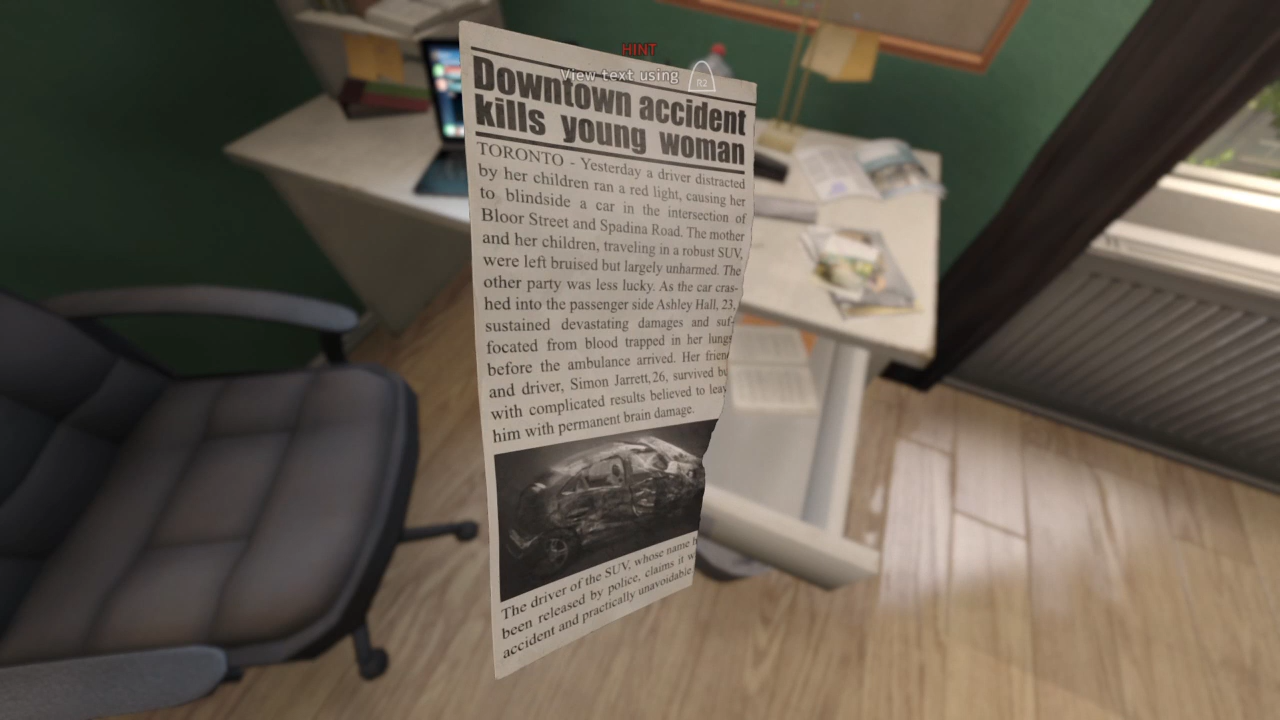 HINT
View text using R2
Downtown accident
kills young woman
TORONTO - Yesterday a driver distracted
by her children ran a red light, causing her
to blindside a car in the intersection of
Bloor Street and Spadina Road. The mother
and her children, traveling in a robust SUV,
were left bruised but largely unharmed. The
other party was less lucky. As the car cras-
hed into the passenger side Ashley Hall, 23,
sustained devastating damages and suf-
focated from blood trapped in her lungs
before the ambulance arrived. Her frien
and driver, Simon Jarrett, 26, survived bu
with complicated results believed to leav
him with permanent brain damage.
The driver of the SUV, whose name h
been released by police, claims it w
accident and practically unavoidable